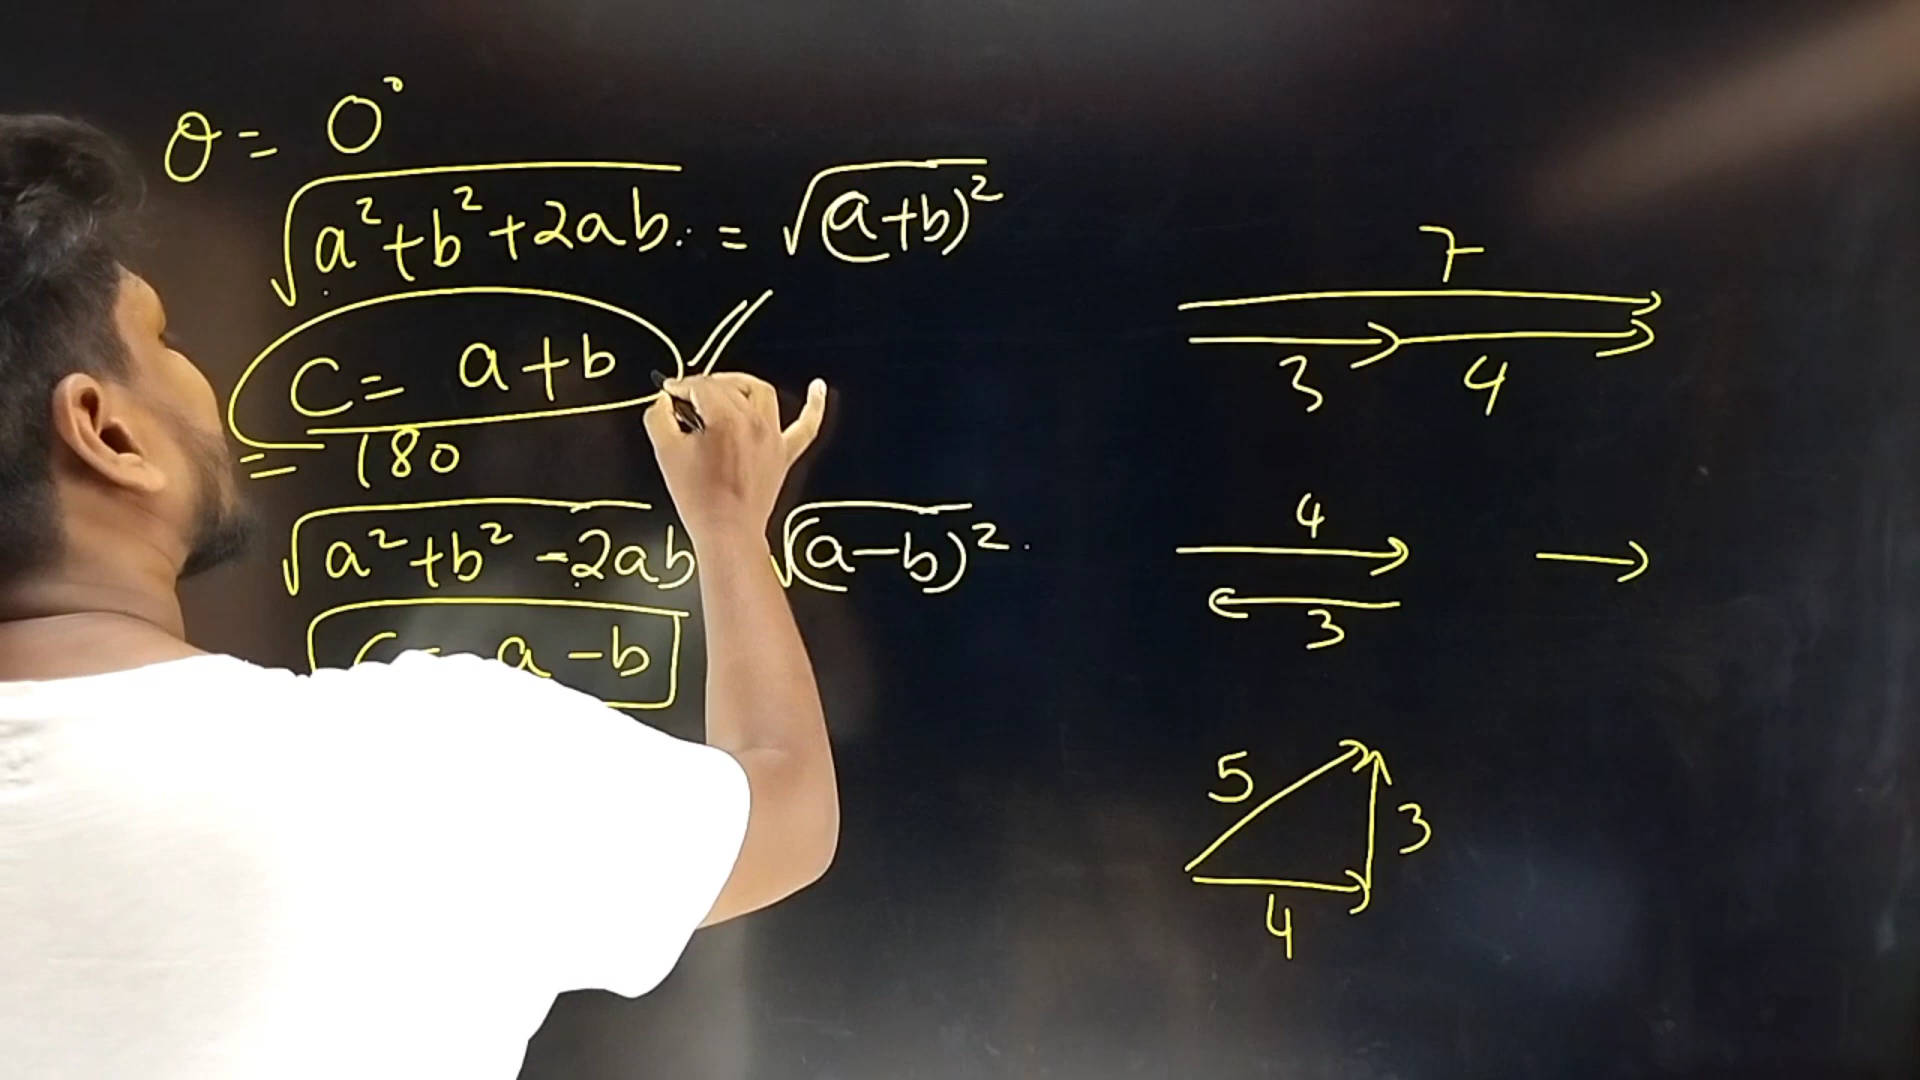 θ = 0°
√a²+b²+2ab = √(a+b)²
C = a+b
= 180
√a²+b² -2ab √(a-b)²
C = a -b
7
3 4
4
3
5
3
4